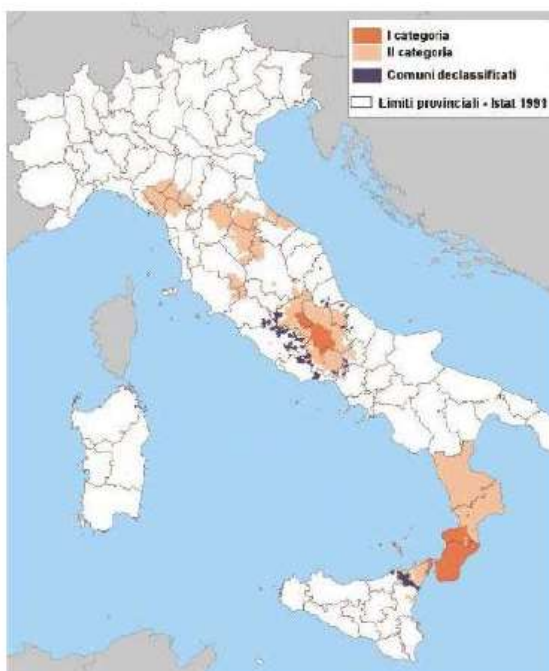 I categoria
II categoria
Comuni declassificati
Limiti provinciali - Istat 1991